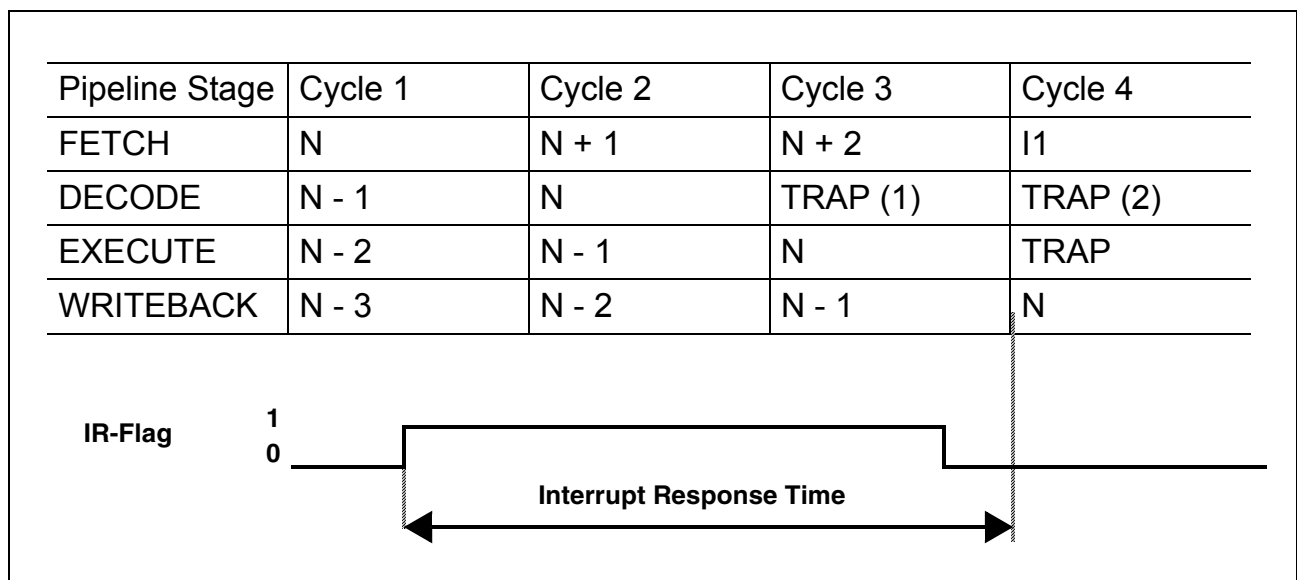 Pipeline Stage Cycle 1 Cycle 2 Cycle 3 Cycle 4
FETCH N N + 1 N + 2 I1
DECODE N - 1 N TRAP (1) TRAP (2)
EXECUTE N - 2 N - 1 N TRAP
WRITEBACK N - 3 N - 2 N - 1 N
IR-Flag 1
0
Interrupt Response Time